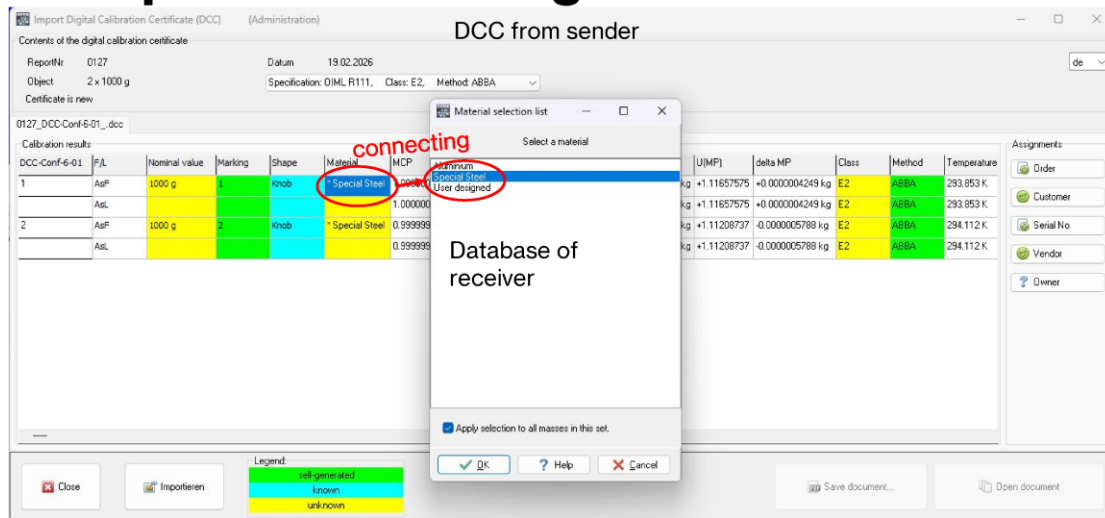 Import Digital Calibration Certificate (DCC) (Administration)
DCC from sender
Contents of the digital calibration certificate
ReportNr 0127 Datum 19.02.2026
de
Object 2 x 1000 g Specification: OIML R111, Class: E2, Method: ABBA
Certificate is new
Material selection list
0127_DCC-Conf-6-01_.dcc
connecting
Select a material
Calibration results
Assignments
DCC-Conf-6-01 F/L Nominal value Marking Shape Material MCP U(MP) delta MP Class Method Temperature
Aluminium
Special Steel
User designed
1 AsF 1000 g 1 Knob * Special Steel kg +1.11657575 +0.0000004249 kg E2 ABBA 293.853 K
AsL 1.000000 kg +1.11657575 +0.0000004249 kg E2 ABBA 293.853 K
2 AsF 1000 g 2 Knob * Special Steel 0.999999 kg +1.11208737 -0.0000005788 kg E2 ABBA 294.112 K
AsL 0.999999 kg +1.11208737 -0.0000005788 kg E2 ABBA 294.112 K
Order
Customer
Serial No
Vendor
Owner
Database of
receiver
Apply selection to all masses in this set.
OK Help Cancel
Close Importieren
Legend:
self-generated
known
unknown
Save document... Open document